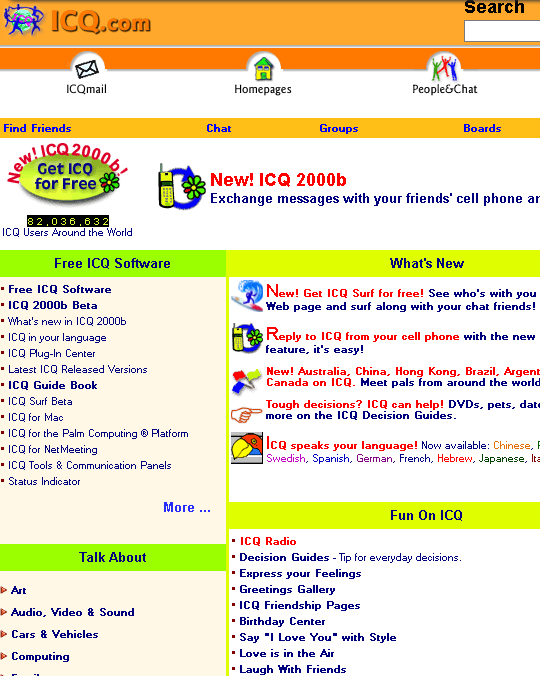 Search
ICQ.com
ICQmail
Homepages
People&Chat
Find Friends
Chat
Groups
Boards
New! ICQ 2000b!
Get ICQ
for Free
82,036,632
ICQ Users Around the World
New! ICQ 2000b
Exchange messages with your friends' cell phone
Free ICQ Software
Free ICQ Software
ICQ 2000b Beta
What's new in ICQ 2000b
ICQ in your language
ICQ Plug-In Center
Latest ICQ Released Versions
ICQ Guide Book
ICQ Surf Beta
ICQ for Mac
ICQ for the Palm Computing ® Platform
ICQ for NetMeeting
ICQ Tools & Communication Panels
Status Indicator
More ...
Talk About
Art
Audio, Video & Sound
Cars & Vehicles
Computing
What's New
New! Get ICQ Surf for free! See who's with you
Web page and surf along with your chat friends!
Reply to ICQ from your cell phone with the new
feature, it's easy!
New! Australia, China, Hong Kong, Brazil,
Canada on ICQ. Meet pals from around the world
Tough decisions? ICQ can help! DVDs, pets,
more on the ICQ Decision Guides.
ICQ speaks your language! Now available: Chinese,
Swedish, Spanish, German, French, Hebrew, Japanese,
Fun On ICQ
ICQ Radio
Decision Guides - Tip for everyday decisions.
Express your Feelings
Greetings Gallery
ICQ Friendship Pages
Birthday Center
Say "I Love You" with Style
Love is in the Air
Laugh With Friends